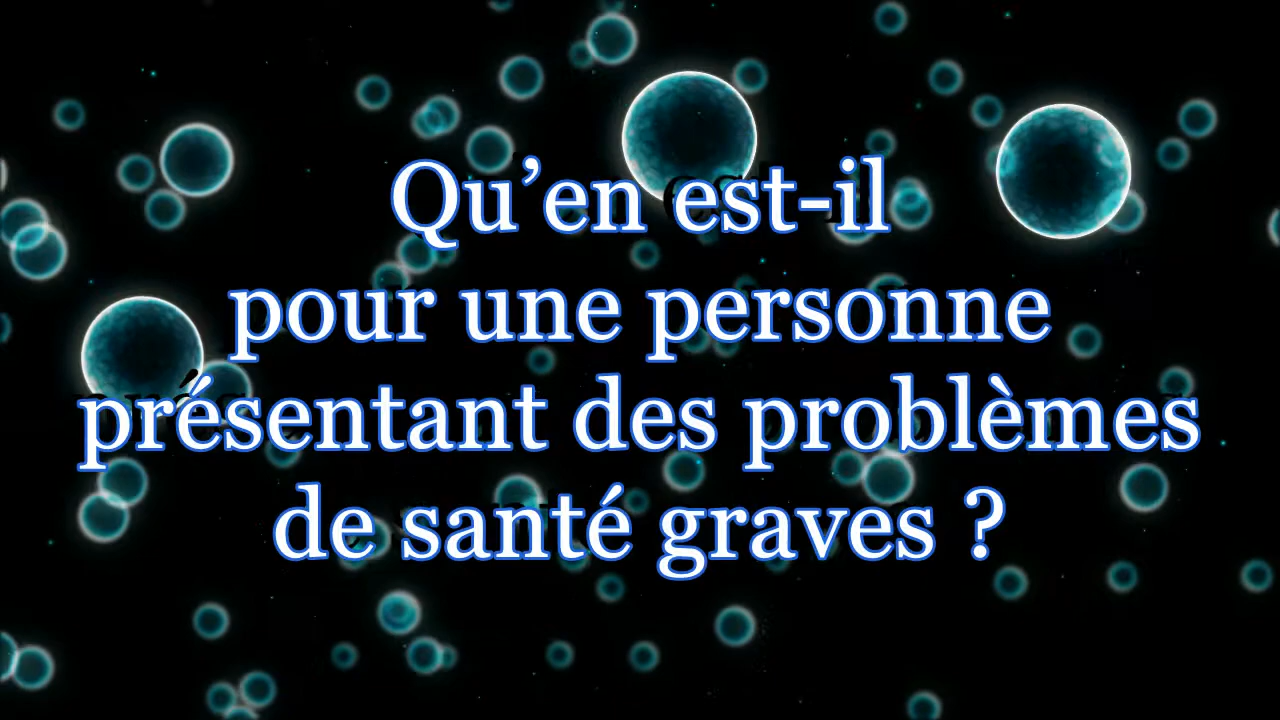 Qu’en est-il
pour une personne
présentant des problèmes
de santé graves ?